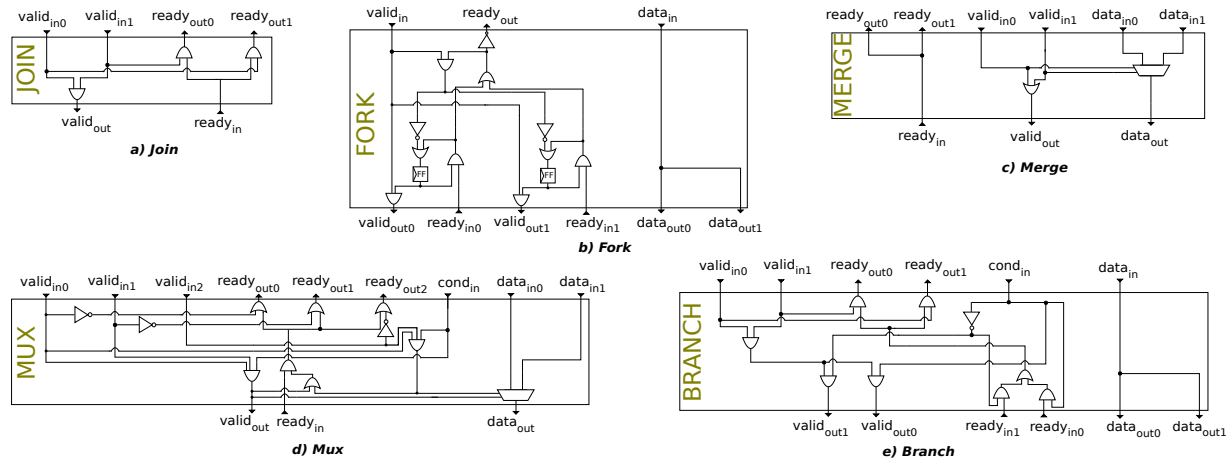 valid_in0 valid_in1 ready_out0 ready_out1
JOIN
valid_out ready_in
a) Join
valid_in ready_out data_in
FORK
FF FF
valid_out0 ready_in0 valid_out1 ready_in1 data_out0 data_out1
b) Fork
ready_out0 ready_out1 valid_in0 valid_in1 data_in0 data_in1
MERGE
ready_in valid_out data_out
c) Merge
valid_in0 valid_in1 valid_in2 ready_out0 ready_out1 ready_out2 cond_in data_in0 data_in1
MUX
valid_out ready_in data_out
d) Mux
valid_in0 valid_in1 ready_out0 ready_out1 cond_in data_in
BRANCH
valid_out1 valid_out0 ready_in1 ready_in0 data_out0 data_out1
e) Branch